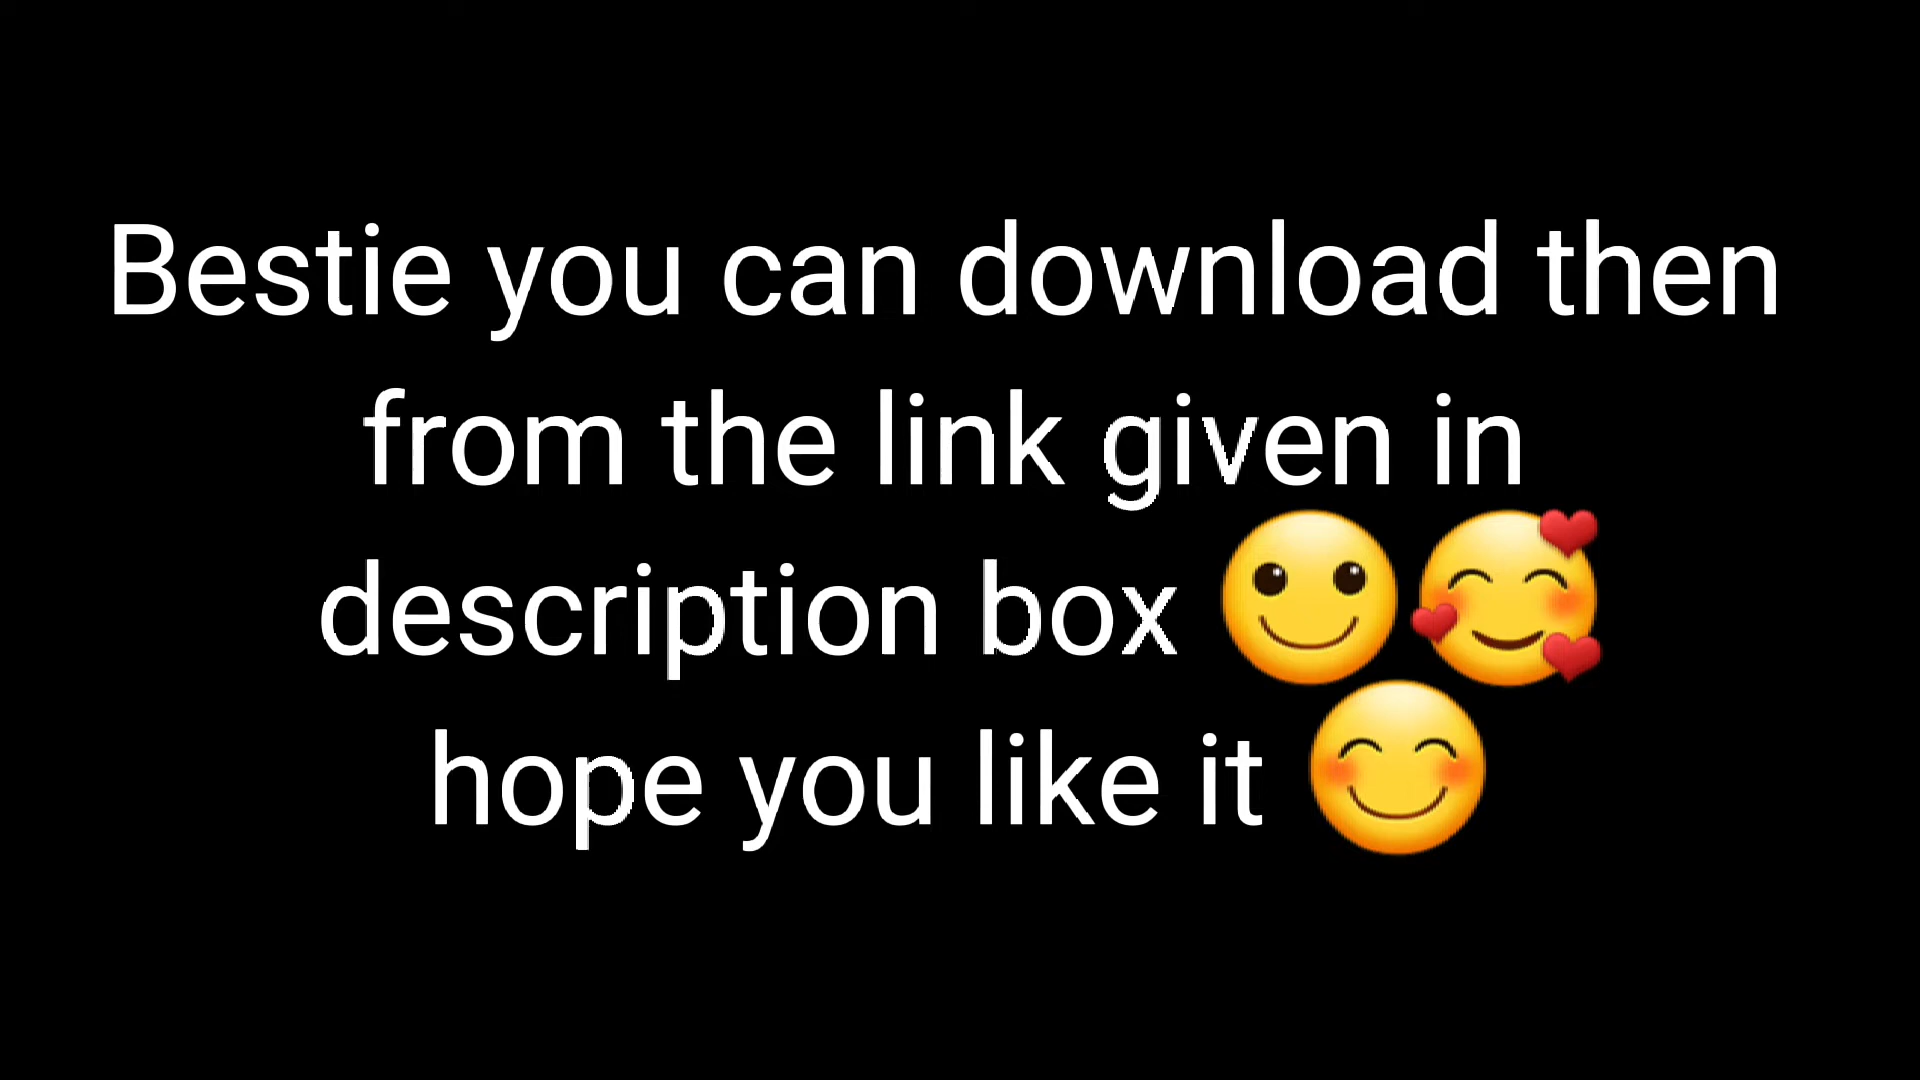 Bestie you can download then
from the link given in
description box 🙂🥰
hope you like it 😊